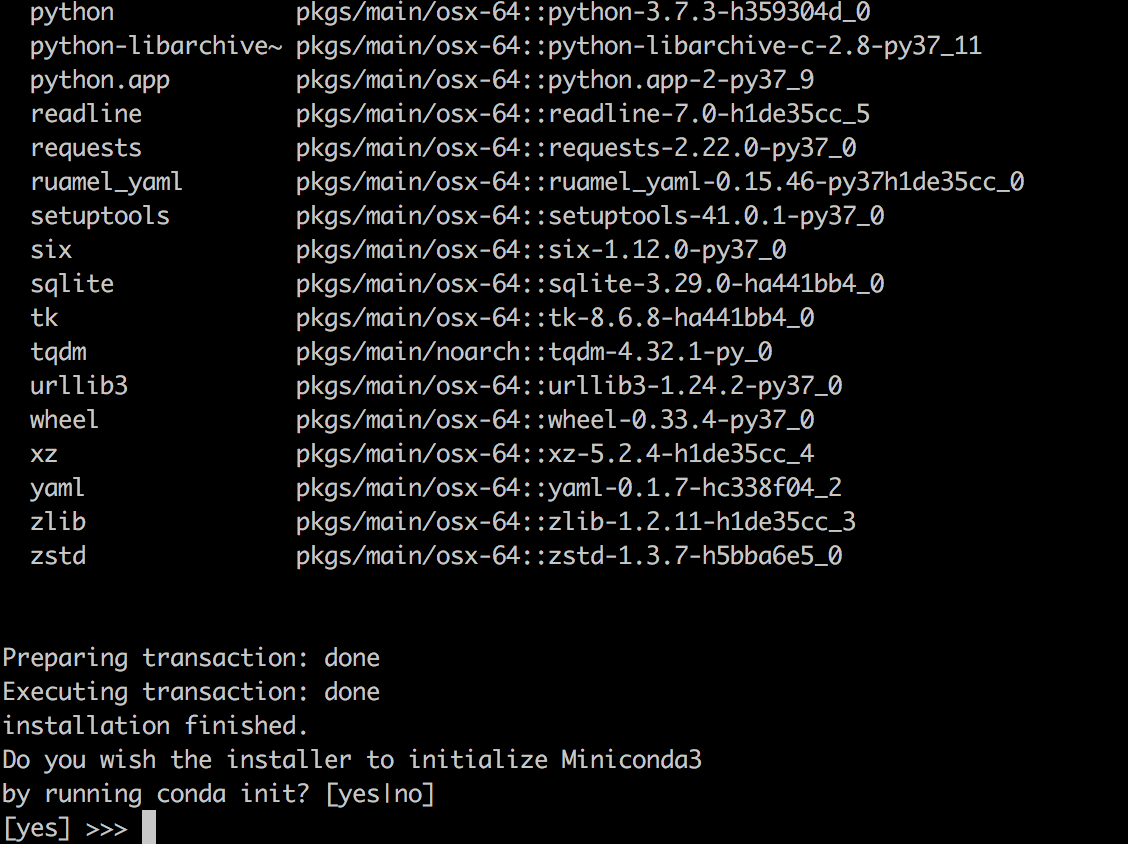 python pkgs/main/osx-64::python-3.7.3-h359304d_0
python-libarchive~ pkgs/main/osx-64::python-libarchive-c-2.8-py37_11
python.app pkgs/main/osx-64::python.app-2-py37_9
readline pkgs/main/osx-64::readline-7.0-h1de35cc_5
requests pkgs/main/osx-64::requests-2.22.0-py37_0
ruamel_yaml pkgs/main/osx-64::ruamel_yaml-0.15.46-py37h1de35cc_0
setuptools pkgs/main/osx-64::setuptools-41.0.1-py37_0
six pkgs/main/osx-64::six-1.12.0-py37_0
sqlite pkgs/main/osx-64::sqlite-3.29.0-ha441bb4_0
tk pkgs/main/osx-64::tk-8.6.8-ha441bb4_0
tqdm pkgs/main/noarch::tqdm-4.32.1-py_0
urllib3 pkgs/main/osx-64::urllib3-1.24.2-py37_0
wheel pkgs/main/osx-64::wheel-0.33.4-py37_0
xz pkgs/main/osx-64::xz-5.2.4-h1de35cc_4
yaml pkgs/main/osx-64::yaml-0.1.7-hc338f04_2
zlib pkgs/main/osx-64::zlib-1.2.11-h1de35cc_3
zstd pkgs/main/osx-64::zstd-1.3.7-h5bba6e5_0
Preparing transaction: done
Executing transaction: done
installation finished.
Do you wish the installer to initialize Miniconda3
by running conda init? [yes|no]
[yes] >>>